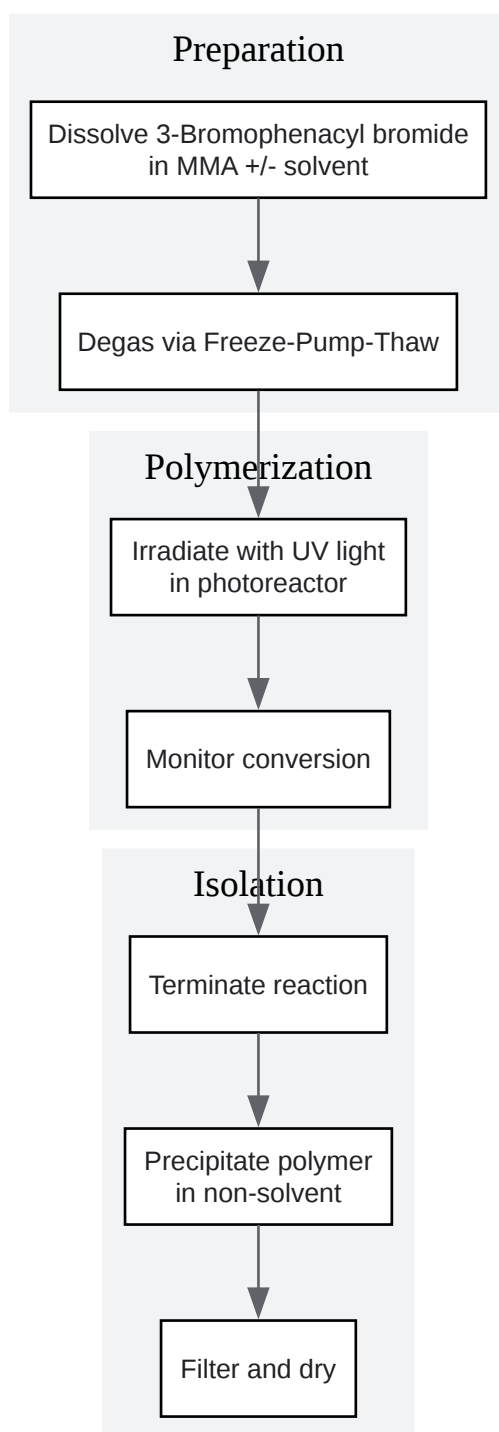 Preparation
Dissolve 3-Bromophenacyl bromide
in MMA +/- solvent
Degas via Freeze-Pump-Thaw
Polymerization
Irradiate with UV light
in photoreactor
Monitor conversion
Isolation
Terminate reaction
Precipitate polymer
in non-solvent
Filter and dry